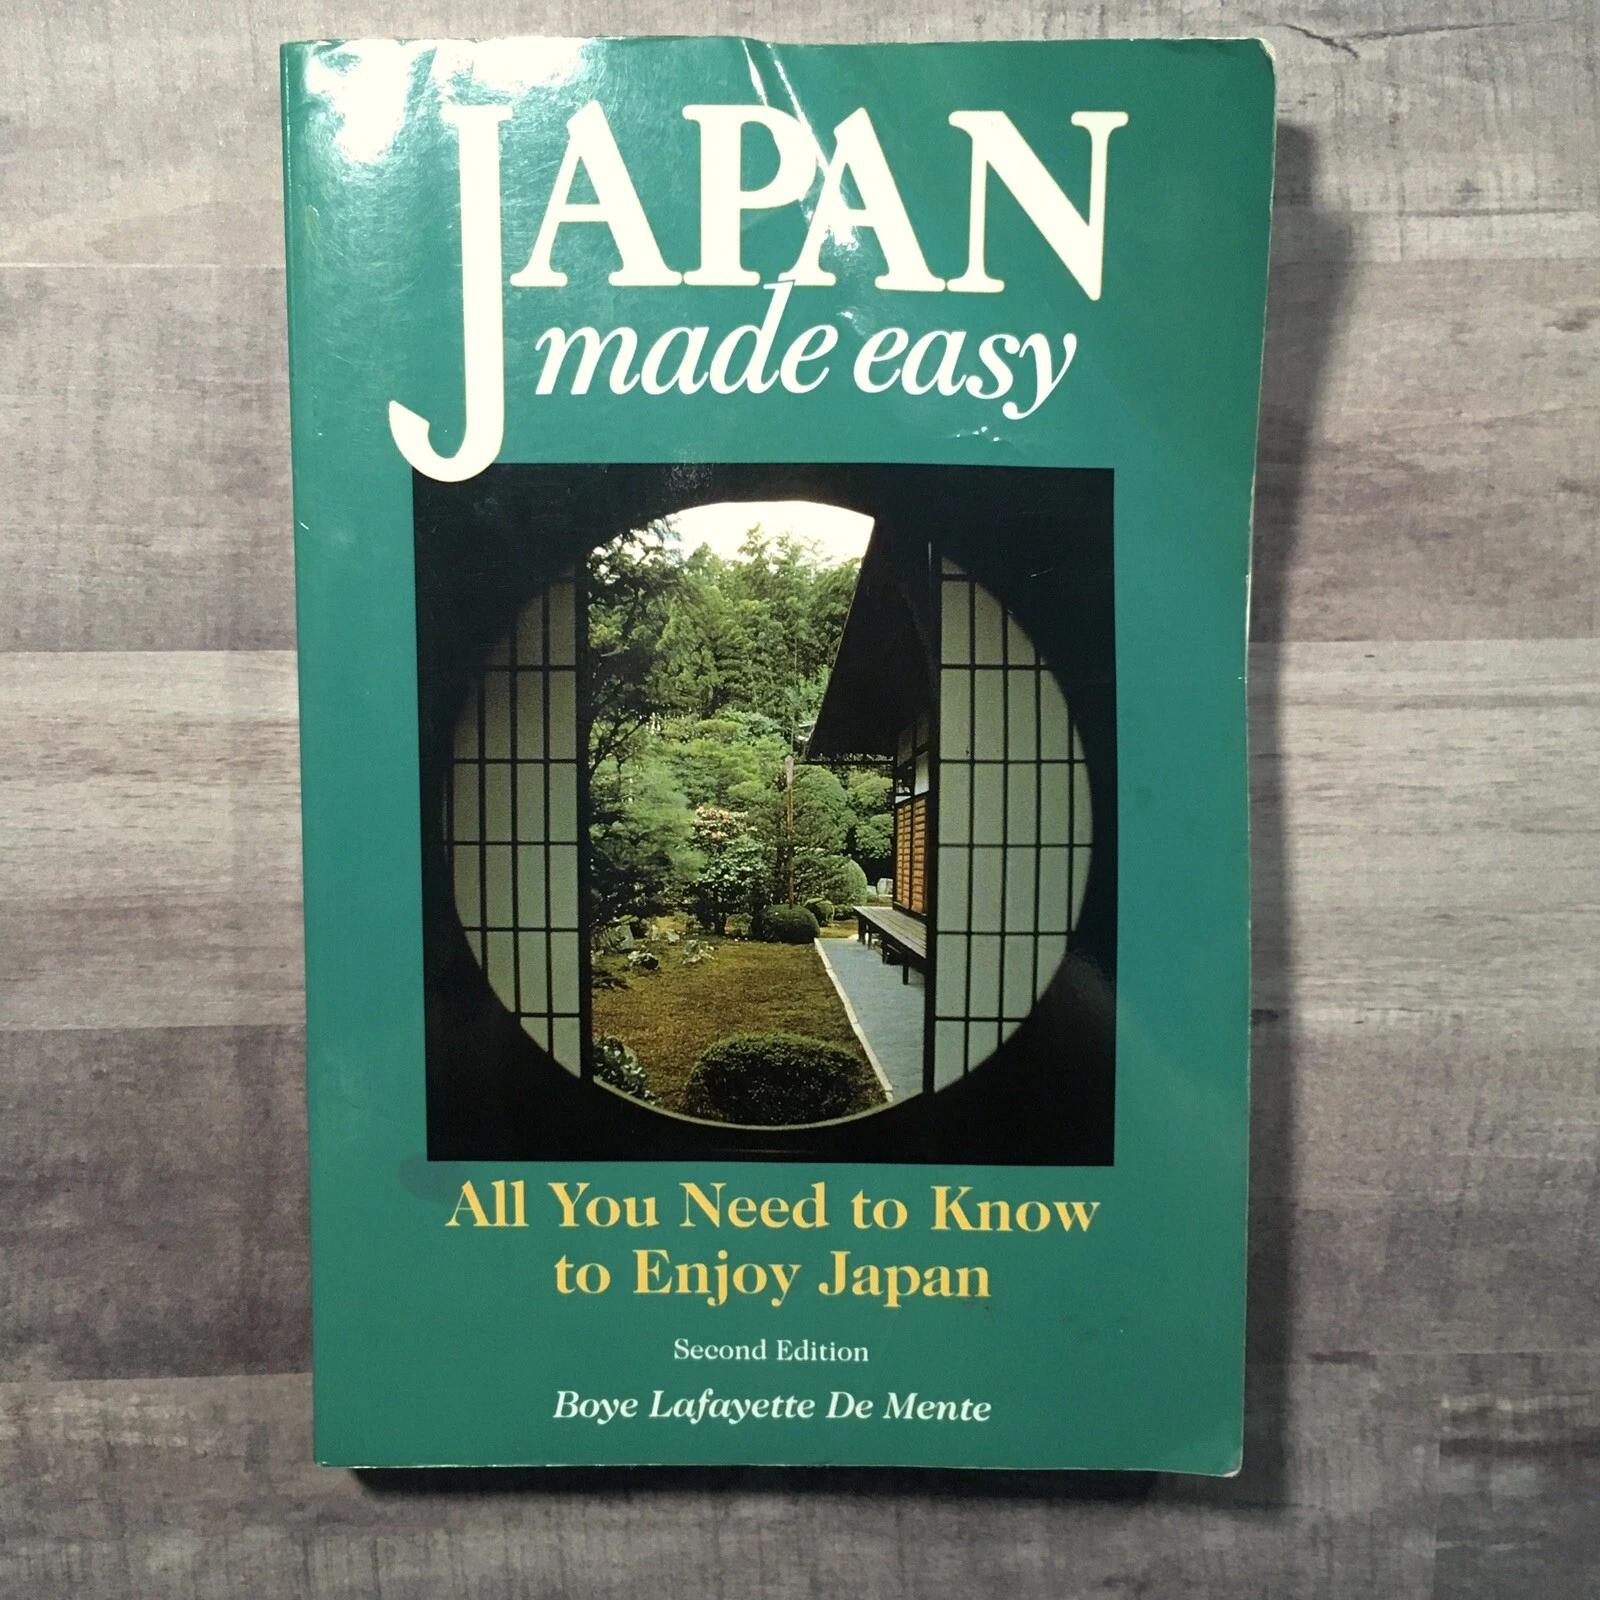 JAPAN
made easy
All You Need to Know
to Enjoy Japan
Second Edition
Boye Lafayette De Mente